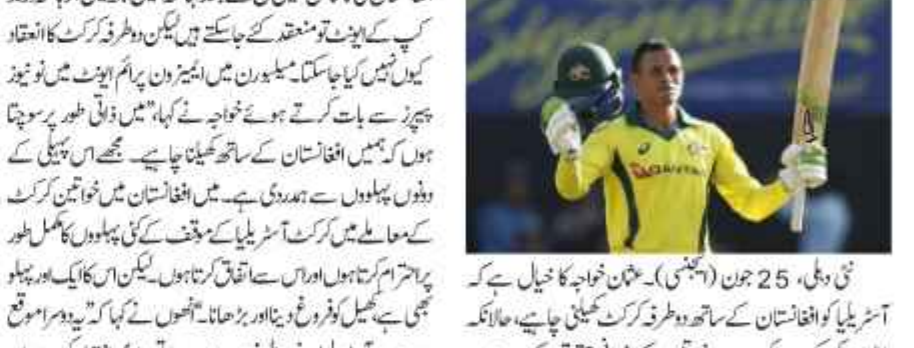 نئی دہلی، 25 جون (ایجنسی)۔ عثمان خواجہ کا خیال ہے کہ
آسٹریلیا کو افغانستان کے ساتھ دوطرفہ کرکٹ کھیلنی چاہیے، حالانکہ
کپ کے ایونٹ تو منعقد کئے جاسکتے ہیں لیکن دوطرفہ کرکٹ کا انعقاد
کیوں نہیں کیا جاسکتا۔ میلبورن میں ایمیزون پرائم ایونٹ میں نو نیوز
پیپرز سے بات کرتے ہوئے خواجہ نے کہا، ”میں ذاتی طور پر سوچتا
ہوں کہ ہمیں افغانستان کے ساتھ کھیلنا چاہیے۔ مجھے اس پہیلی کے
دونوں پہلووں سے ہمدردی ہے۔ میں افغانستان میں خواتین کرکٹ
کے معاملے میں کرکٹ آسٹریلیا کے موقف کے کئی پہلووں کا مکمل طور
پر احترام کرتا ہوں اور اس سے اتفاق کرتا ہوں۔ لیکن اس کا ایک اور پہلو
بھی ہے، کھیل کو فروغ دینا اور بڑھانا۔“ انھوں نے کہا کہ ”یہ دوسرا موقع
QANTAS